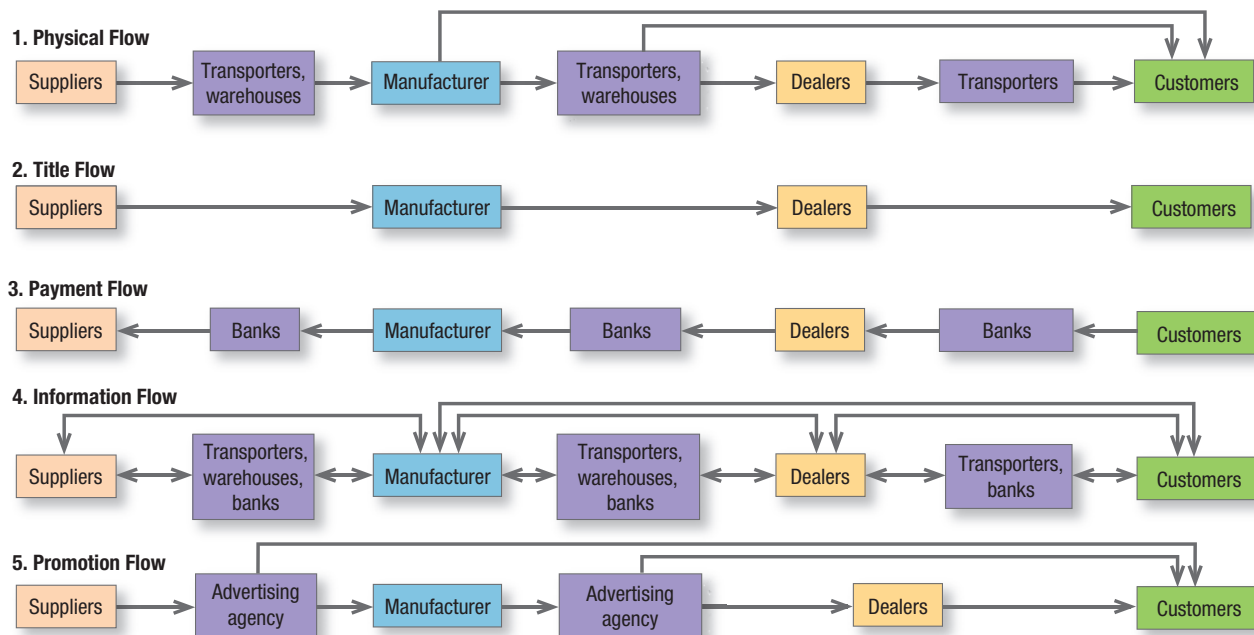 1. Physical Flow
Suppliers
Transporters,
warehouses
Manufacturer
Transporters,
warehouses
Dealers
Transporters
Customers
2. Title Flow
Suppliers
Manufacturer
Dealers
Customers
3. Payment Flow
Suppliers
Banks
Manufacturer
Banks
Dealers
Banks
Customers
4. Information Flow
Suppliers
Transporters,
warehouses,
banks
Manufacturer
Transporters,
warehouses,
banks
Dealers
Transporters,
banks
Customers
5. Promotion Flow
Suppliers
Advertising
agency
Manufacturer
Advertising
agency
Dealers
Customers